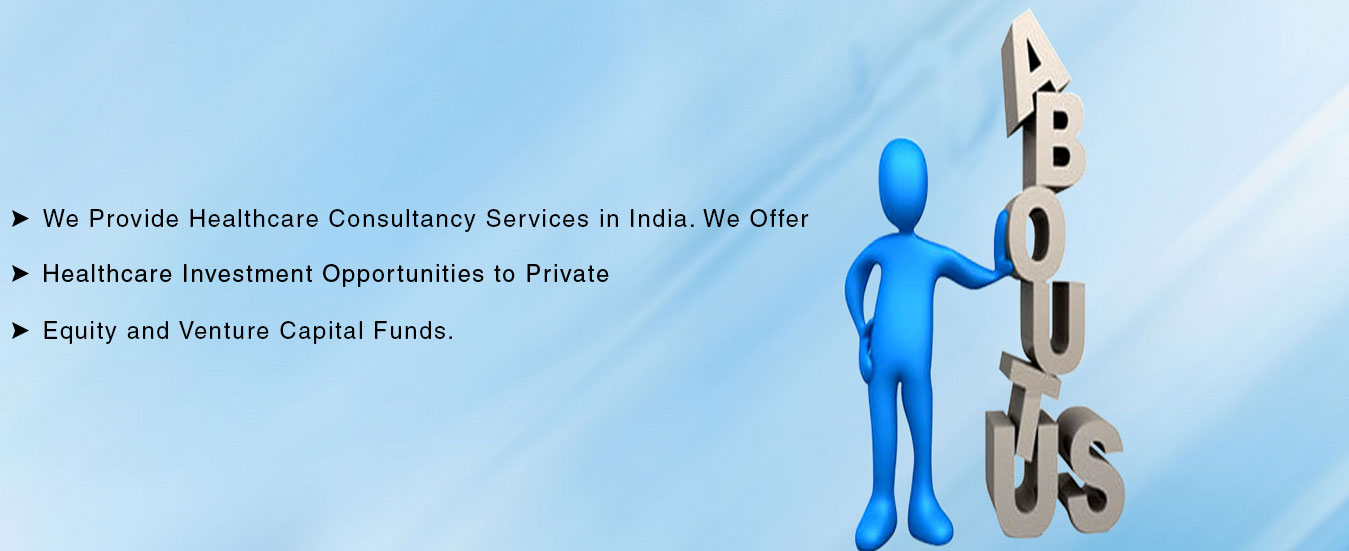 ➤ We Provide Healthcare Consultancy Services in India. We Offer
➤ Healthcare Investment Opportunities to Private
➤ Equity and Venture Capital Funds.
ABOUT
US